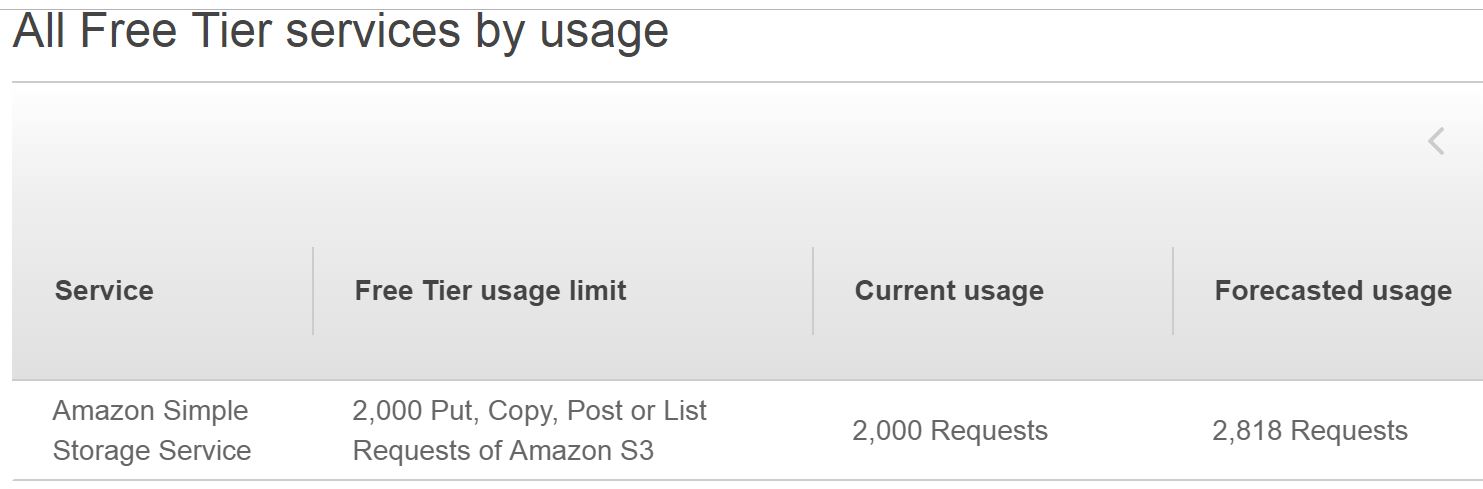 All Free Tier services by usage
Service
Free Tier usage limit
Current usage
Forecasted usage
Amazon Simple
Storage Service
2,000 Put, Copy, Post or List
Requests of Amazon S3
2,000 Requests
2,818 Requests